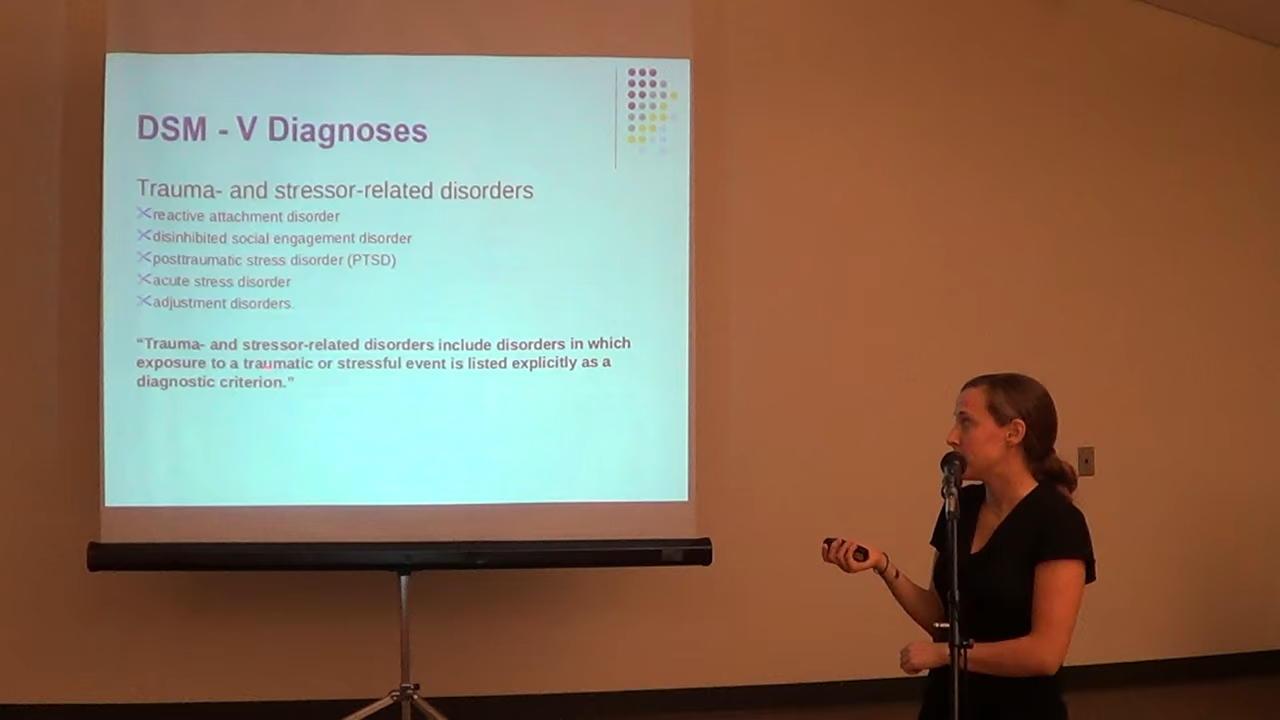 DSM - V Diagnoses
Trauma- and stressor-related disorders
reactive attachment disorder
disinhibited social engagement disorder
posttraumatic stress disorder (PTSD)
acute stress disorder
adjustment disorders.
“Trauma- and stressor-related disorders include disorders in which
exposure to a traumatic or stressful event is listed explicitly as a
diagnostic criterion.”